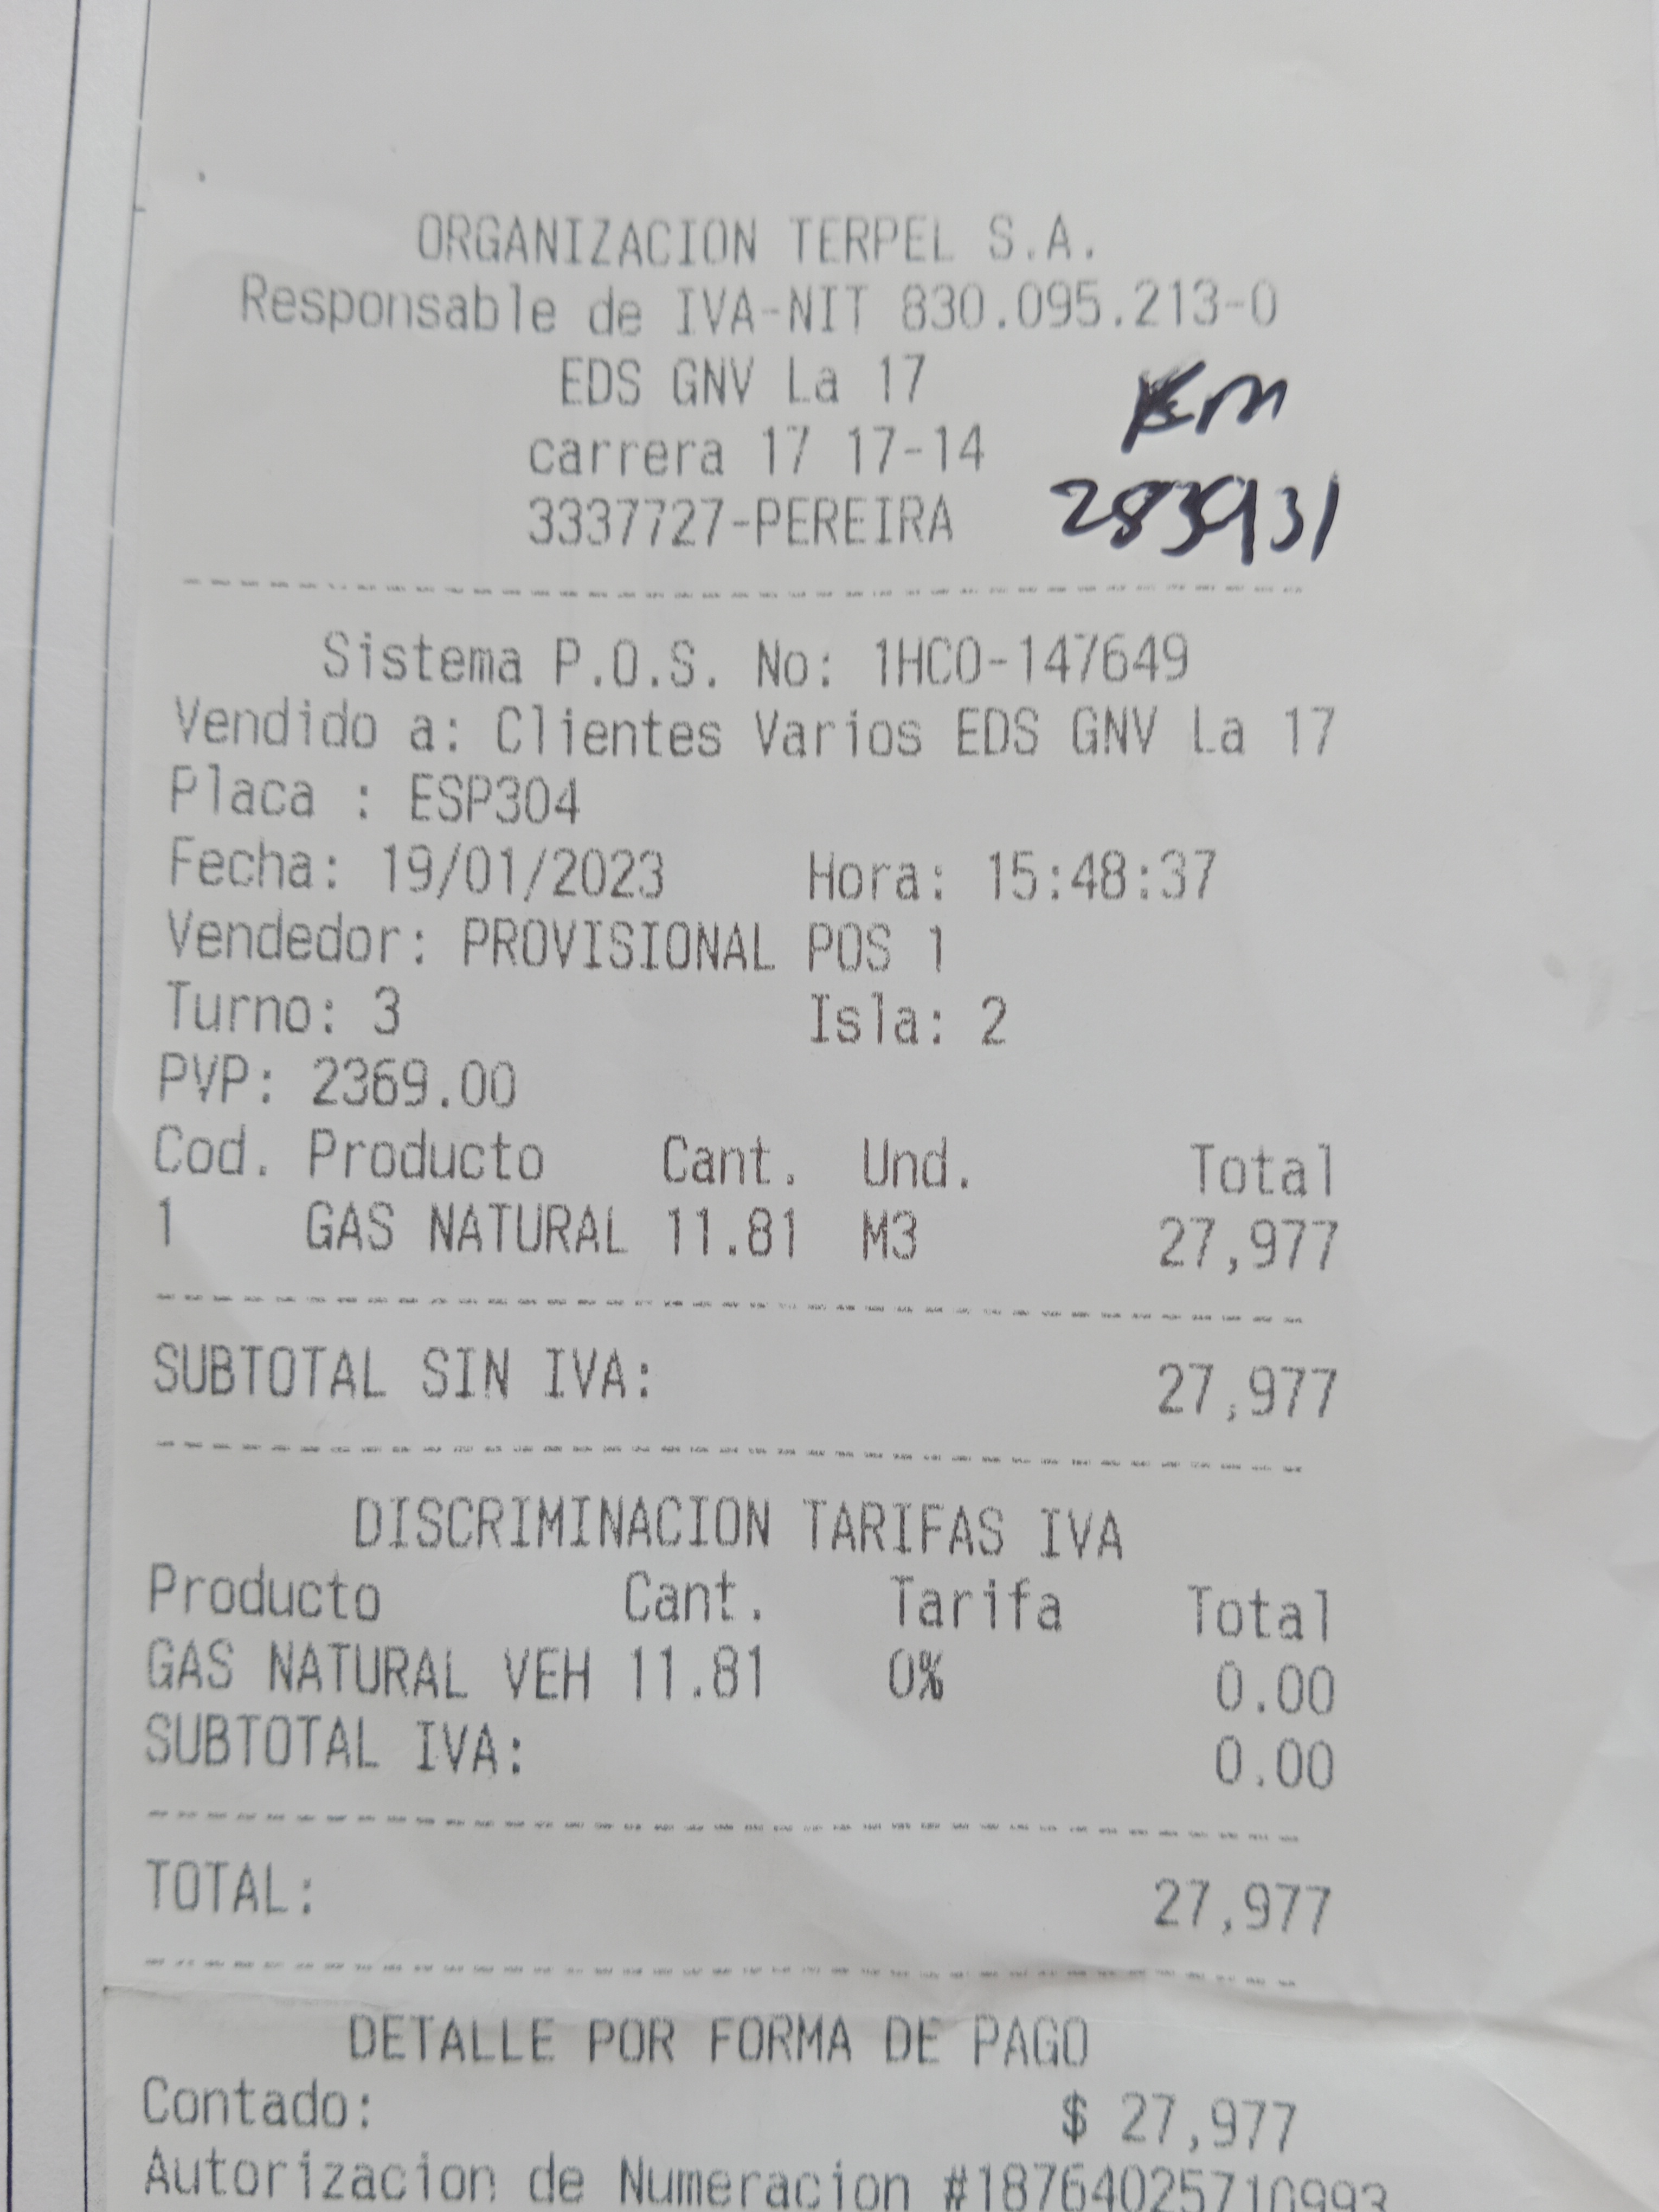 ORGANIZACION TERPEL S.A.
Responsable de IVA-NIT 830.095.213-0
EDS GNV La 17
Km
carrera 17 17-14
283931
3337727-PEREIRA
Sistema P.O.S. No: 1HCO-147649
Vendido a: Clientes Varios EDS GNV La 17
Placa : ESP304
Fecha: 19/01/2023 Hora: 15:48:37
Vendedor: PROVISIONAL POS 1
Turno: 3 Isla: 2
PVP: 2369.00
Cod. Producto Cant. Und. Total
1 GAS NATURAL 11.81 M3 27,977
SUBTOTAL SIN IVA: 27,977
DISCRIMINACION TARIFAS IVA
Producto Cant. Tarifa Total
GAS NATURAL VEH 11.81 0% 0.00
SUBTOTAL IVA: 0.00
TOTAL: 27,977
DETALLE POR FORMA DE PAGO
Contado: $ 27,977
Autorizacion de Numeracion #18764025710993